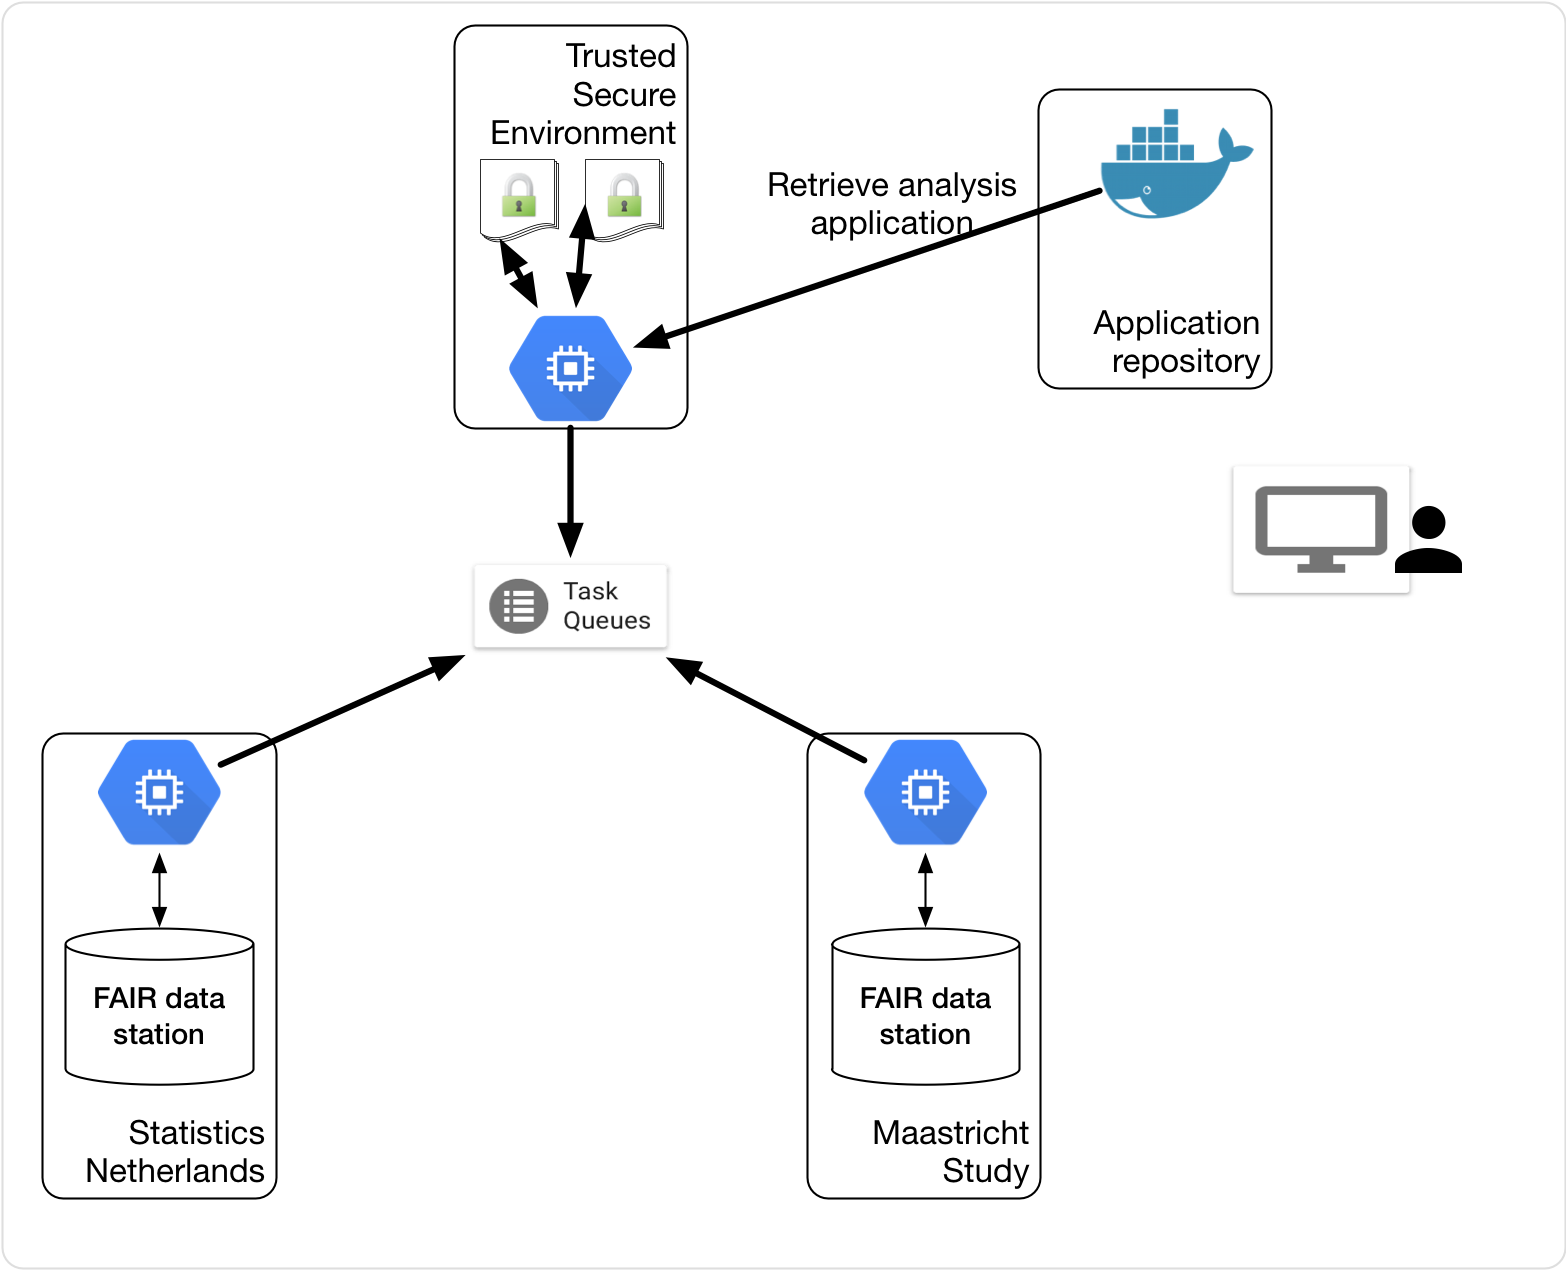 Trusted
Secure
Environment
Retrieve analysis
application
Application
repository
Task
Queues
FAIR data
station
Statistics
Netherlands
FAIR data
station
Maastricht
Study